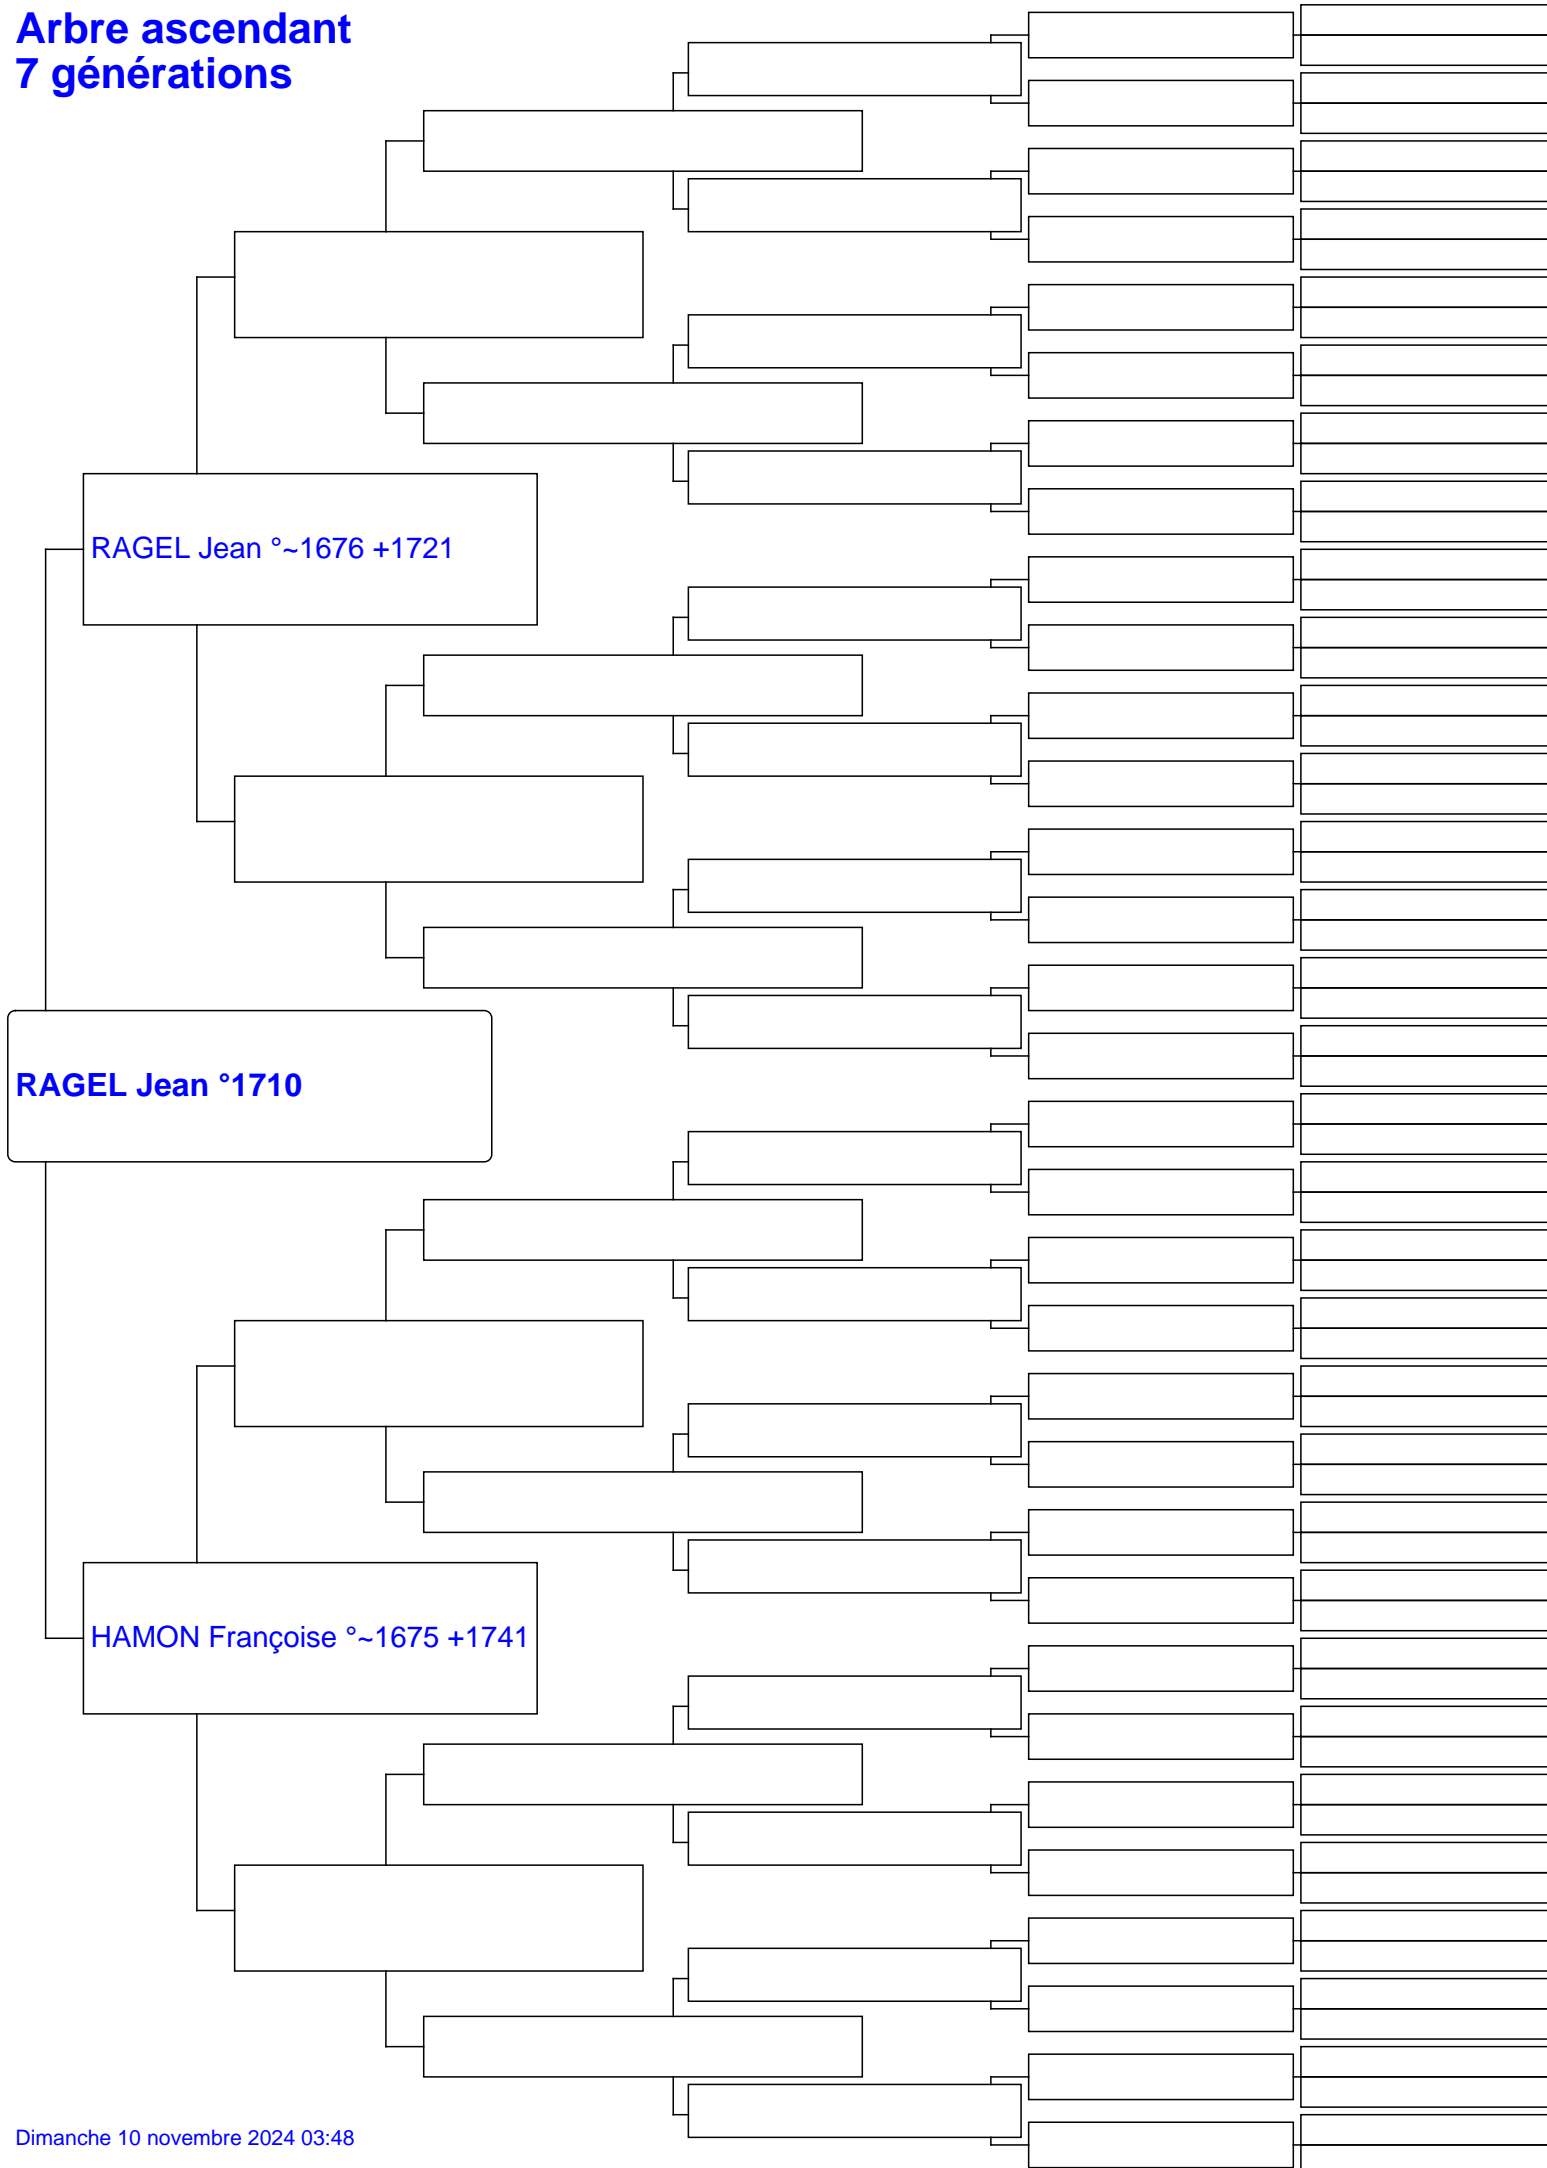 Arbre ascendant
7 générations
RAGEL Jean °~1676 +1721
RAGEL Jean °1710
HAMON Françoise °~1675 +1741
Dimanche 10 novembre 2024 03:48